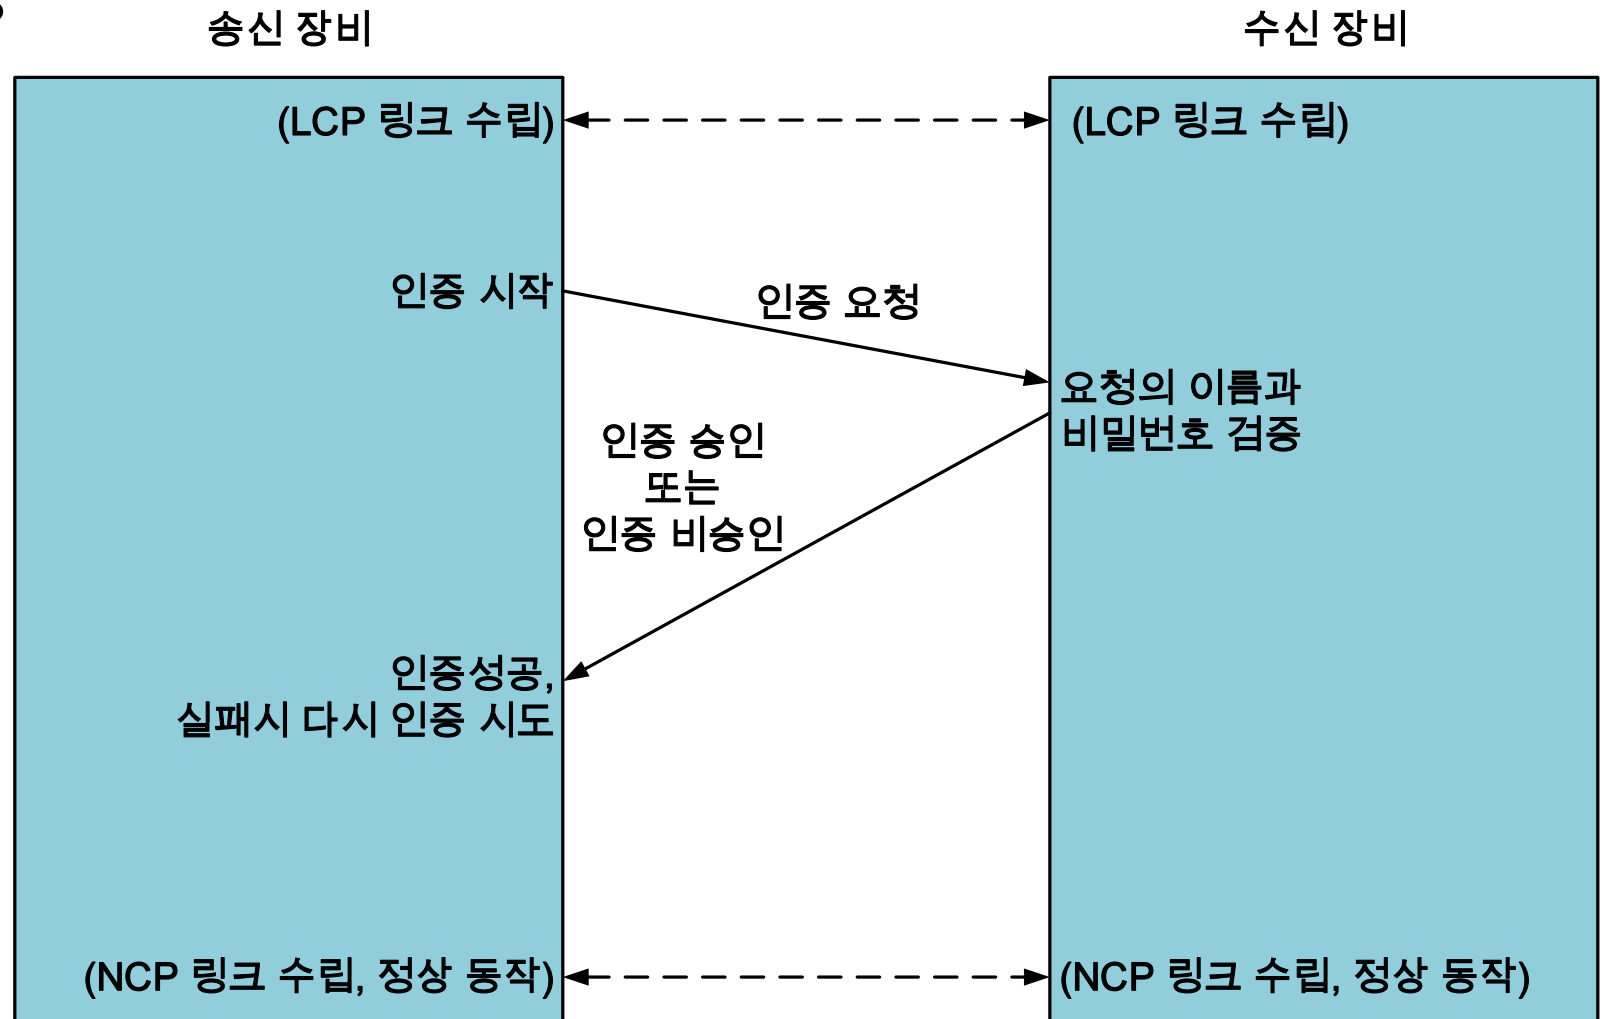 송신 장비
수신 장비
(LCP 링크 수립)
(LCP 링크 수립)
인증 시작
인증 요청
요청의 이름과
비밀번호 검증
인증 승인
또는
인증 비승인
인증성공,
실패시 다시 인증 시도
(NCP 링크 수립, 정상 동작)
(NCP 링크 수립, 정상 동작)